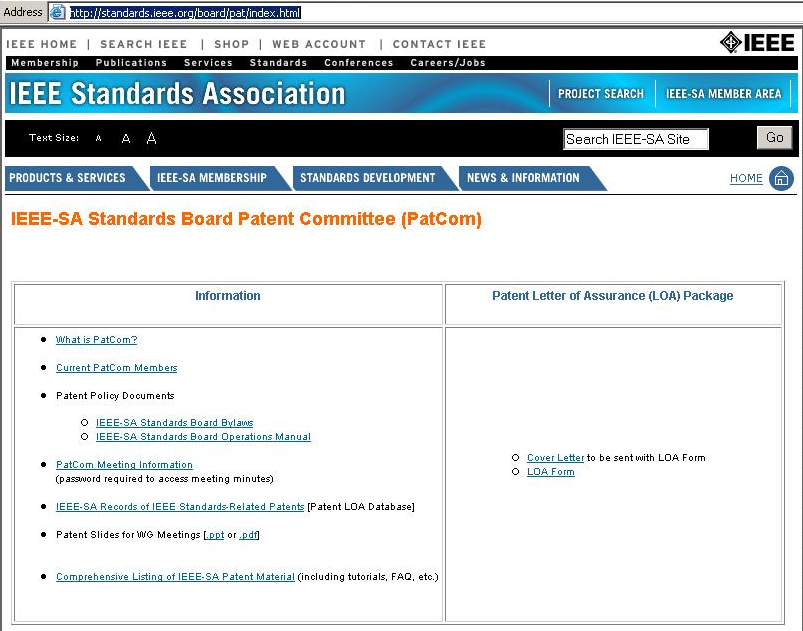 Address http://standards.ieee.org/board/pat/index.html
IEEE HOME | SEARCH IEEE | SHOP | WEB ACCOUNT | CONTACT IEEE
IEEE
Membership Publications Services Standards Conferences Careers/Jobs
IEEE Standards Association
PROJECT SEARCH IEEE-SA MEMBER AREA
Text Size: A A A
Search IEEE-SA Site Go
PRODUCTS & SERVICES IEEE-SA MEMBERSHIP STANDARDS DEVELOPMENT NEWS & INFORMATION HOME
IEEE-SA Standards Board Patent Committee (PatCom)
Information
Patent Letter of Assurance (LOA) Package
What is PatCom?
Current PatCom Members
Patent Policy Documents
IEEE-SA Standards Board Bylaws
IEEE-SA Standards Board Operations Manual
PatCom Meeting Information
(password required to access meeting minutes)
IEEE-SA Records of IEEE Standards-Related Patents [Patent LOA Database]
Patent Slides for WG Meetings [.ppt or .pdf]
Comprehensive Listing of IEEE-SA Patent Material (including tutorials, FAQ, etc.)
Cover Letter to be sent with LOA Form
LOA Form